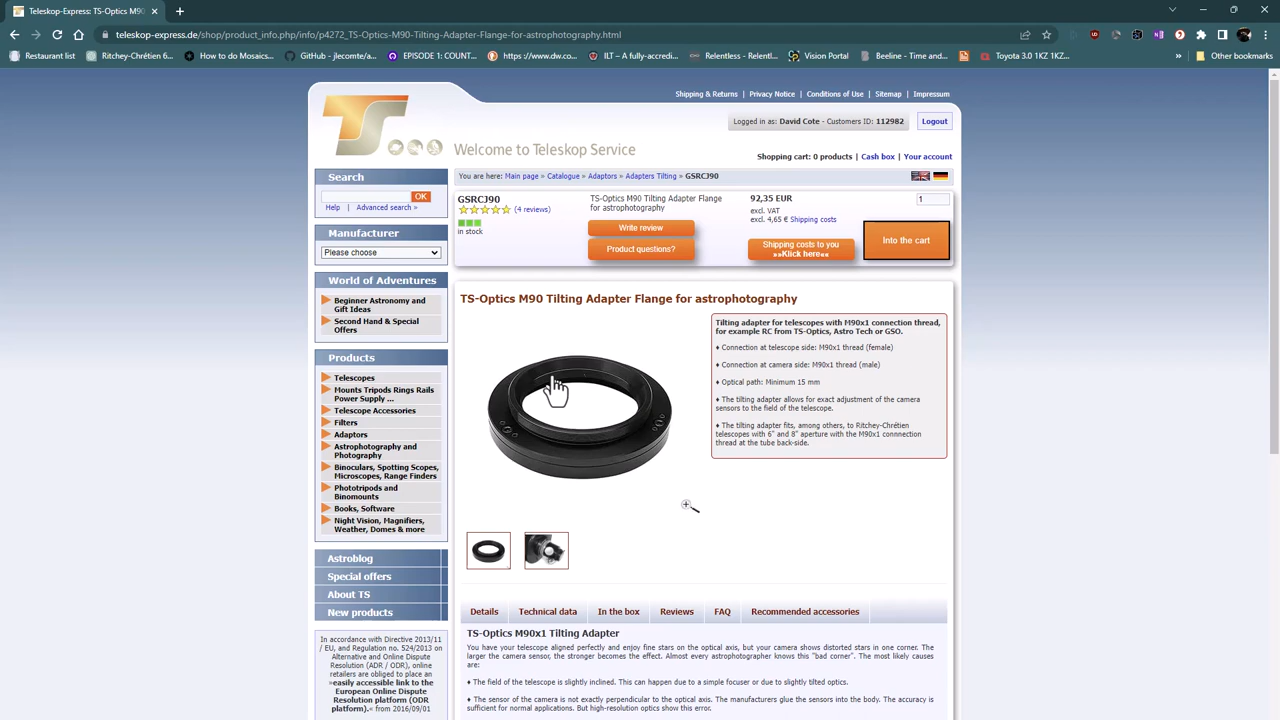 Teleskop-Express: TS-Optics M90
teleskop-express.de/shop/product_info.php/info/p4272_TS-Optics-M90-Tilting-Adapter-Flange-for-astrophotography.html
Restaurant list
Ritchey-Chrétien 6...
How to do Mosaics...
GitHub - jlecomte/a...
EPISODE 1: COUNT...
https://www.dw.co...
ILT – A fully-accredi...
Relentless - Relentl...
Vision Portal
Beeline - Time-dist...
Toyota 3.0 1KZ 1KZ...
»
Other bookmarks
Shipping & Returns | Privacy Notice | Conditions of Use | Sitemap | Impressum
Logged in as: David Cote - Customers ID: 112982
Logout
TS
Welcome to Teleskop Service
Shopping cart: 0 products | Cash box | Your account
You are here: Main page » Catalogue » Adaptors » Adapters Tilting » GSRCJ90
Search
OK
Help | Advanced search »
Manufacturer
Please choose
World of Adventures
Beginner Astronomy and
Gift Ideas
Second Hand & Special
Offers
Products
Telescopes
Mounts Tripods Rings Rails
Power Supply ...
Telescope Accessories
Filters
Adaptors
Astrophotography and
Photography
Binoculars, Spotting Scopes,
Microscopes, Range Finders
Phototripods and
Binomounts
Books, Software
Night Vision, Magnifiers,
Weather, Domes & more
Astroblog
Special offers
About TS
New products
In accordance with Directive 2013/11
/ EU, and Regulation no. 524/2013 on
Alternative and Online Dispute
Resolution (ADR / ODR), online
retailers are obliged to place an
»easily accessible link to the
European Online Dispute
Resolution platform (ODR
platform).« from 2016/09/01
GSRCJ90
(4 reviews)
in stock
TS-Optics M90 Tilting Adapter Flange
for astrophotography
Write review
Product questions?
92,35 EUR
excl. VAT
excl. 4,65 € Shipping costs
Shipping costs to you
»»Klick here««
1
Into the cart
TS-Optics M90 Tilting Adapter Flange for astrophotography
Tilting adapter for telescopes with M90x1 connection thread,
for example RC from TS-Optics, Astro Tech or GSO.
♦ Connection at telescope side: M90x1 thread (female)
♦ Connection at camera side: M90x1 thread (male)
♦ Optical path: Minimum 15 mm
♦ The tilting adapter allows for exact adjustment of the camera
sensors to the field of the telescope.
♦ The tilting adapter fits, among others, to Ritchey-Chrétien
telescopes with 6" and 8" aperture with the M90x1 connnection
thread at the tube back-side.
Details
Technical data
In the box
Reviews
FAQ
Recommended accessories
TS-Optics M90x1 Tilting Adapter
You have your telescope aligned perfectly and enjoy fine stars on the optical axis, but your camera shows distorted stars in one corner. The
larger the camera sensor, the stronger becomes the effect. Almost every astrophotographer knows this "bad corner". The most likely causes
are:
♦ The field of the telescope is slightly inclined. This can happen due to a simple focuser or due to slightly tilted optics.
♦ The sensor of the camera is not exactly perpendicular to the optical axis. The manufacturers glue the sensors into the body. The accuracy is
sufficient for normal applications. But high-resolution optics show this error.